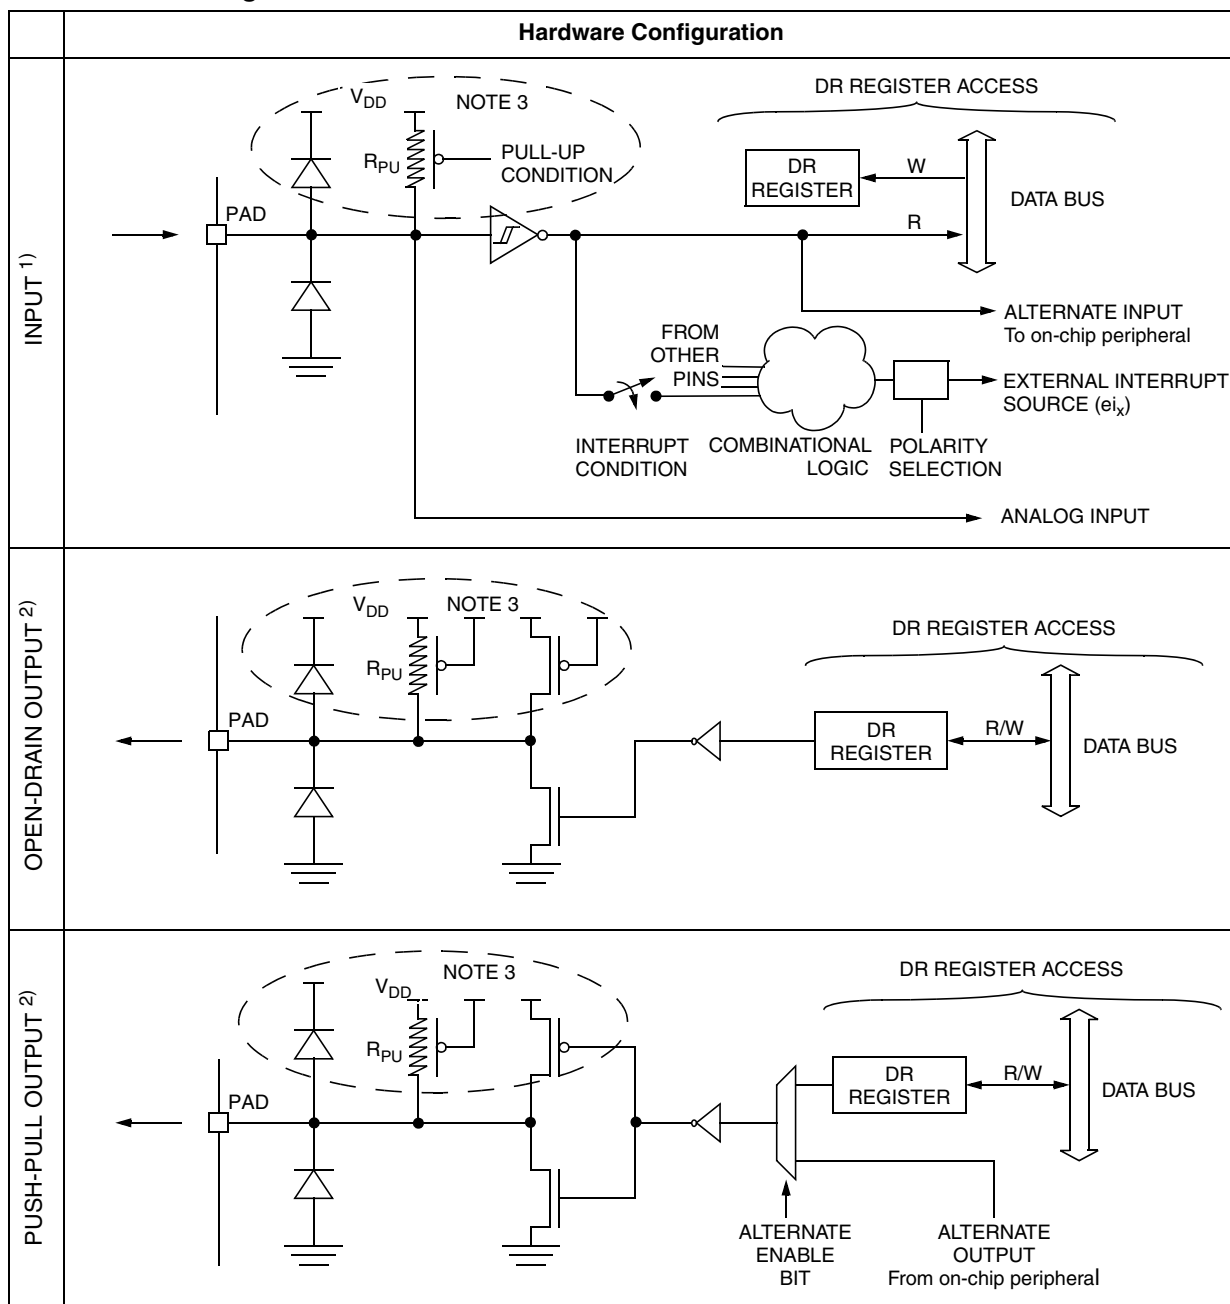 Hardware Configuration
INPUT 1)
VDD
NOTE 3
RPU
PULL-UP
CONDITION
PAD
DR REGISTER ACCESS
DR
REGISTER
W
R
DATA BUS
ALTERNATE INPUT
To on-chip peripheral
FROM
OTHER
PINS
EXTERNAL INTERRUPT
SOURCE (eix)
INTERRUPT
CONDITION
COMBINATIONAL
LOGIC
POLARITY
SELECTION
ANALOG INPUT
OPEN-DRAIN OUTPUT 2)
VDD
NOTE 3
RPU
PAD
DR REGISTER ACCESS
DR
REGISTER
R/W
DATA BUS
PUSH-PULL OUTPUT 2)
VDD
NOTE 3
RPU
PAD
DR REGISTER ACCESS
DR
REGISTER
R/W
DATA BUS
ALTERNATE
ENABLE
BIT
ALTERNATE
OUTPUT
From on-chip peripheral